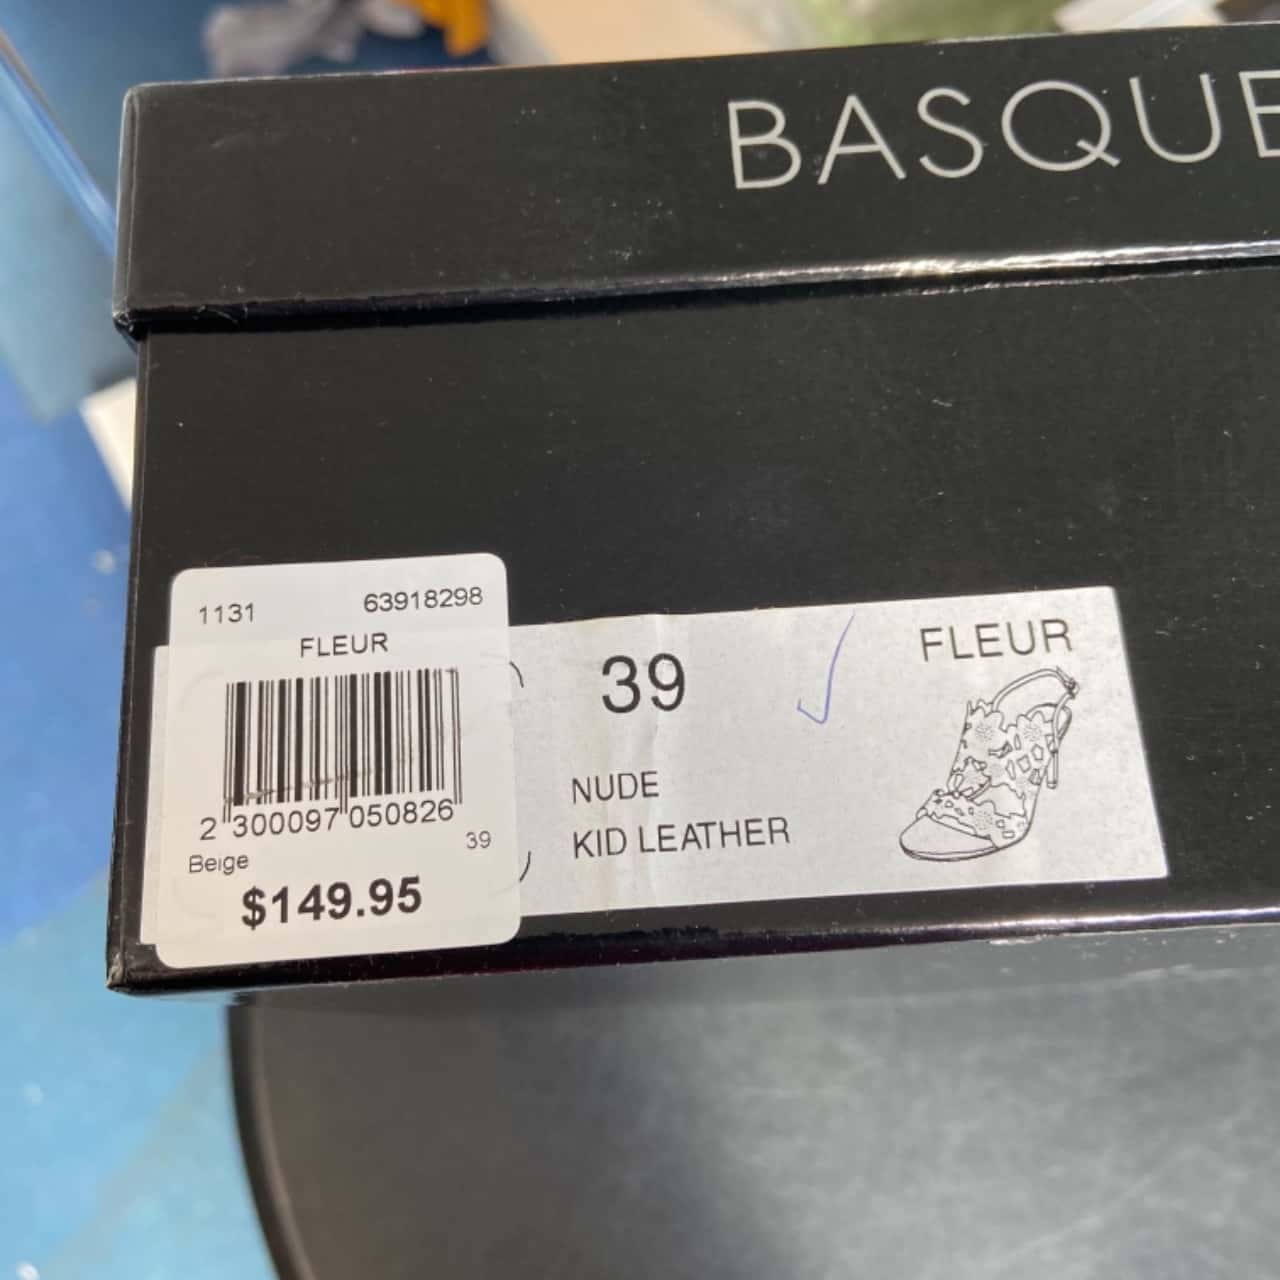 BASQUE
1131 63918298
FLEUR
2 300097 050826
Beige 39
$149.95
39
NUDE
KID LEATHER
FLEUR